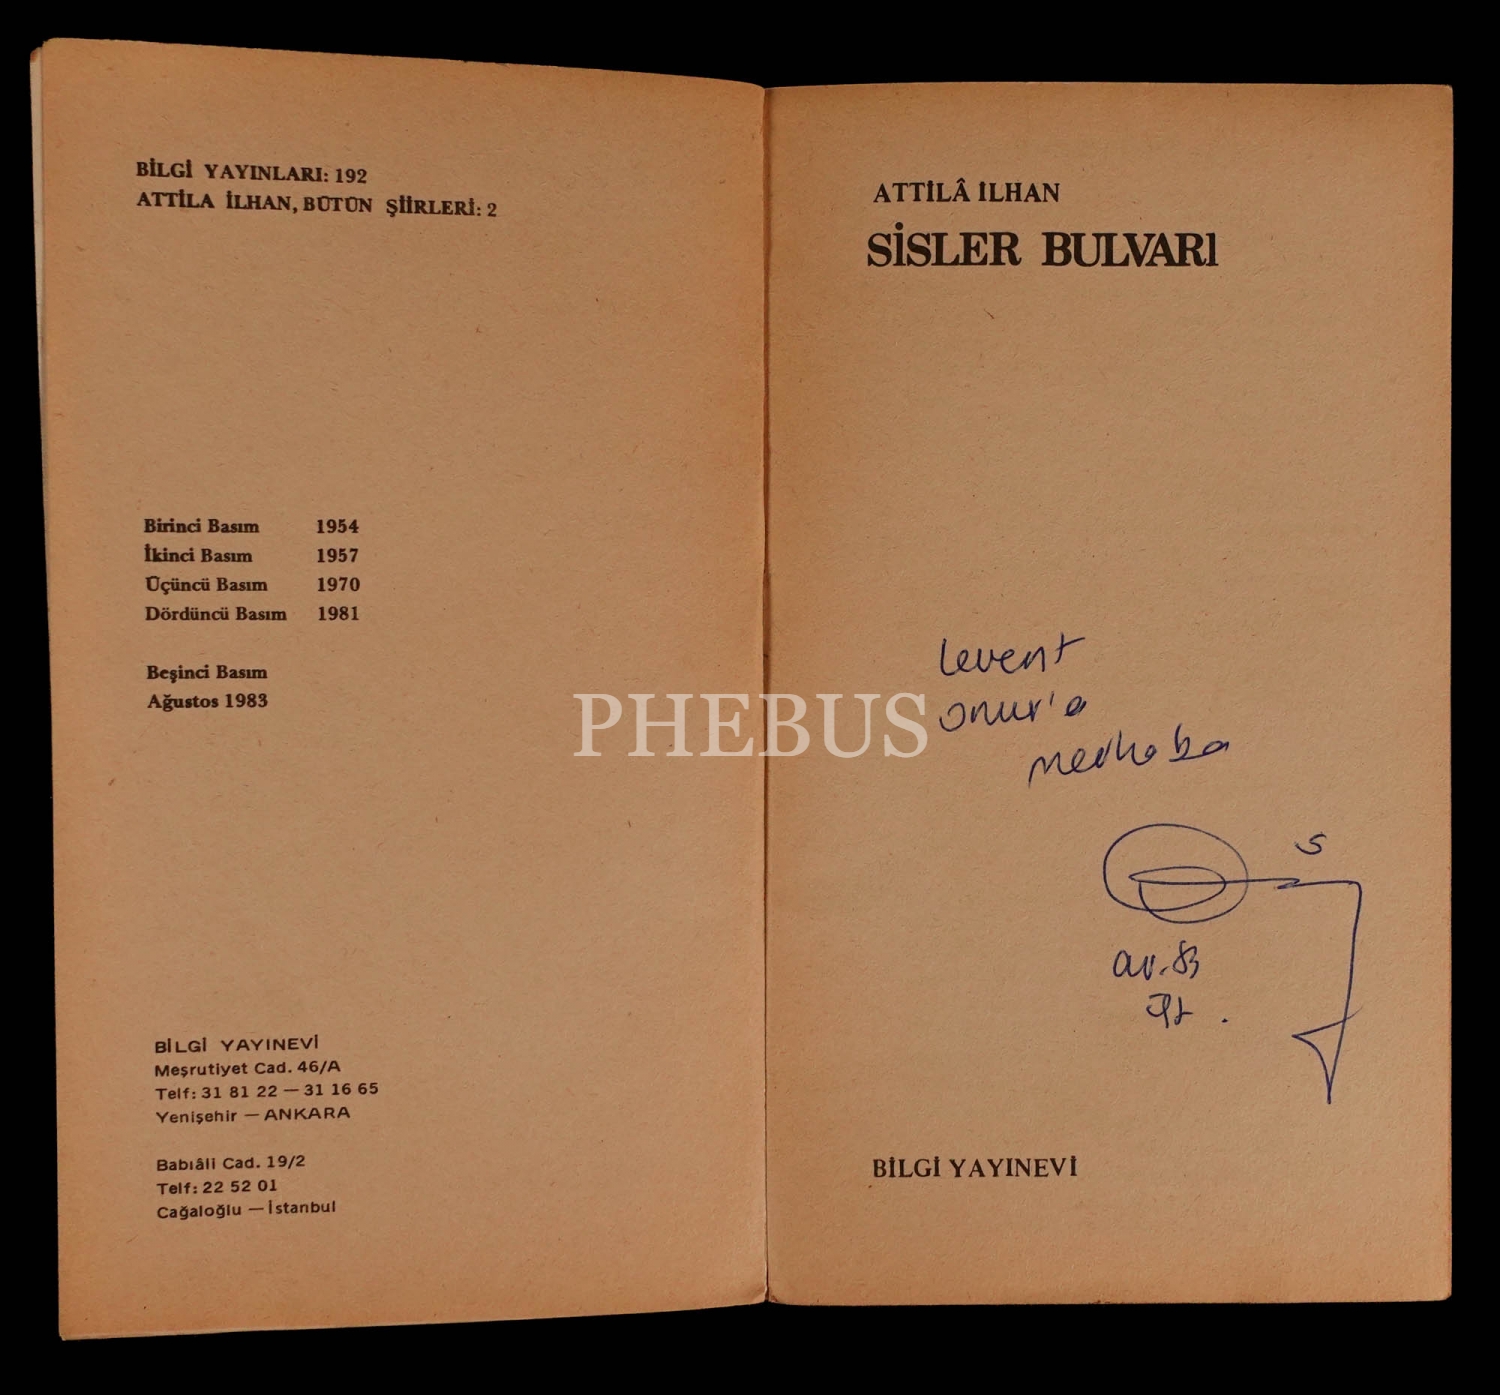 BİLGİ YAYINLARI: 192
ATTİLA İLHAN, BÜTÜN ŞİİRLERİ: 2
Birinci Basım 1954
İkinci Basım 1957
Üçüncü Basım 1970
Dördüncü Basım 1981
Beşinci Basım
Ağustos 1983
BİLGİ YAYINEVİ
Meşrutiyet Cad. 46/A
Telf: 31 81 22 — 31 16 65
Yenişehir — ANKARA
Babıâli Cad. 19/2
Telf: 22 52 01
Cağaloğlu — İstanbul
PHEBUS
ATTİLÂ İLHAN
SİSLER BULVARI
levent
onur'a
merhaba
BİLGİ YAYINEVİ